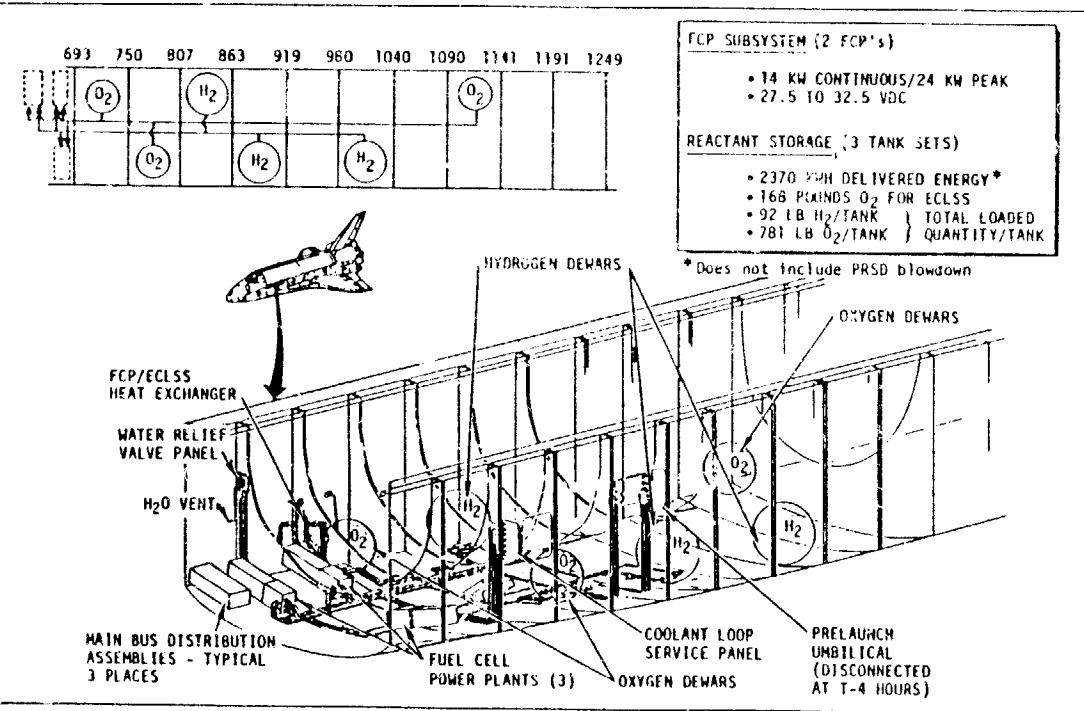 693 750 807 863 919 980 1040 1090 1141 1191 1249
O2 H2 O2
O2 H2 H2
FCP SUBSYSTEM (2 FCP's)
• 14 KW CONTINUOUS/24 KW PEAK
• 27.5 TO 32.5 VDC
REACTANT STORAGE (3 TANK SETS)
• 2370 KWH DELIVERED ENERGY*
• 168 POUNDS O2 FOR ECLSS
• 92 LB H2/TANK } TOTAL LOADED
• 781 LB O2/TANK } QUANTITY/TANK
*Does not include PRSD blowdown
HYDROGEN DEWARS
OXYGEN DEWARS
FCP/ECLSS
HEAT EXCHANGER
WATER RELIEF
VALVE PANEL
H2O VENT
O2
H2
O2
H2
O2
H2
MAIN BUS DISTRIBUTION
ASSEMBLIES - TYPICAL
3 PLACES
FUEL CELL
POWER PLANTS (3)
OXYGEN DEWARS
COOLANT LOOP
SERVICE PANEL
PRELAUNCH
UMBILICAL
(DISCONNECTED
AT T-4 HOURS)